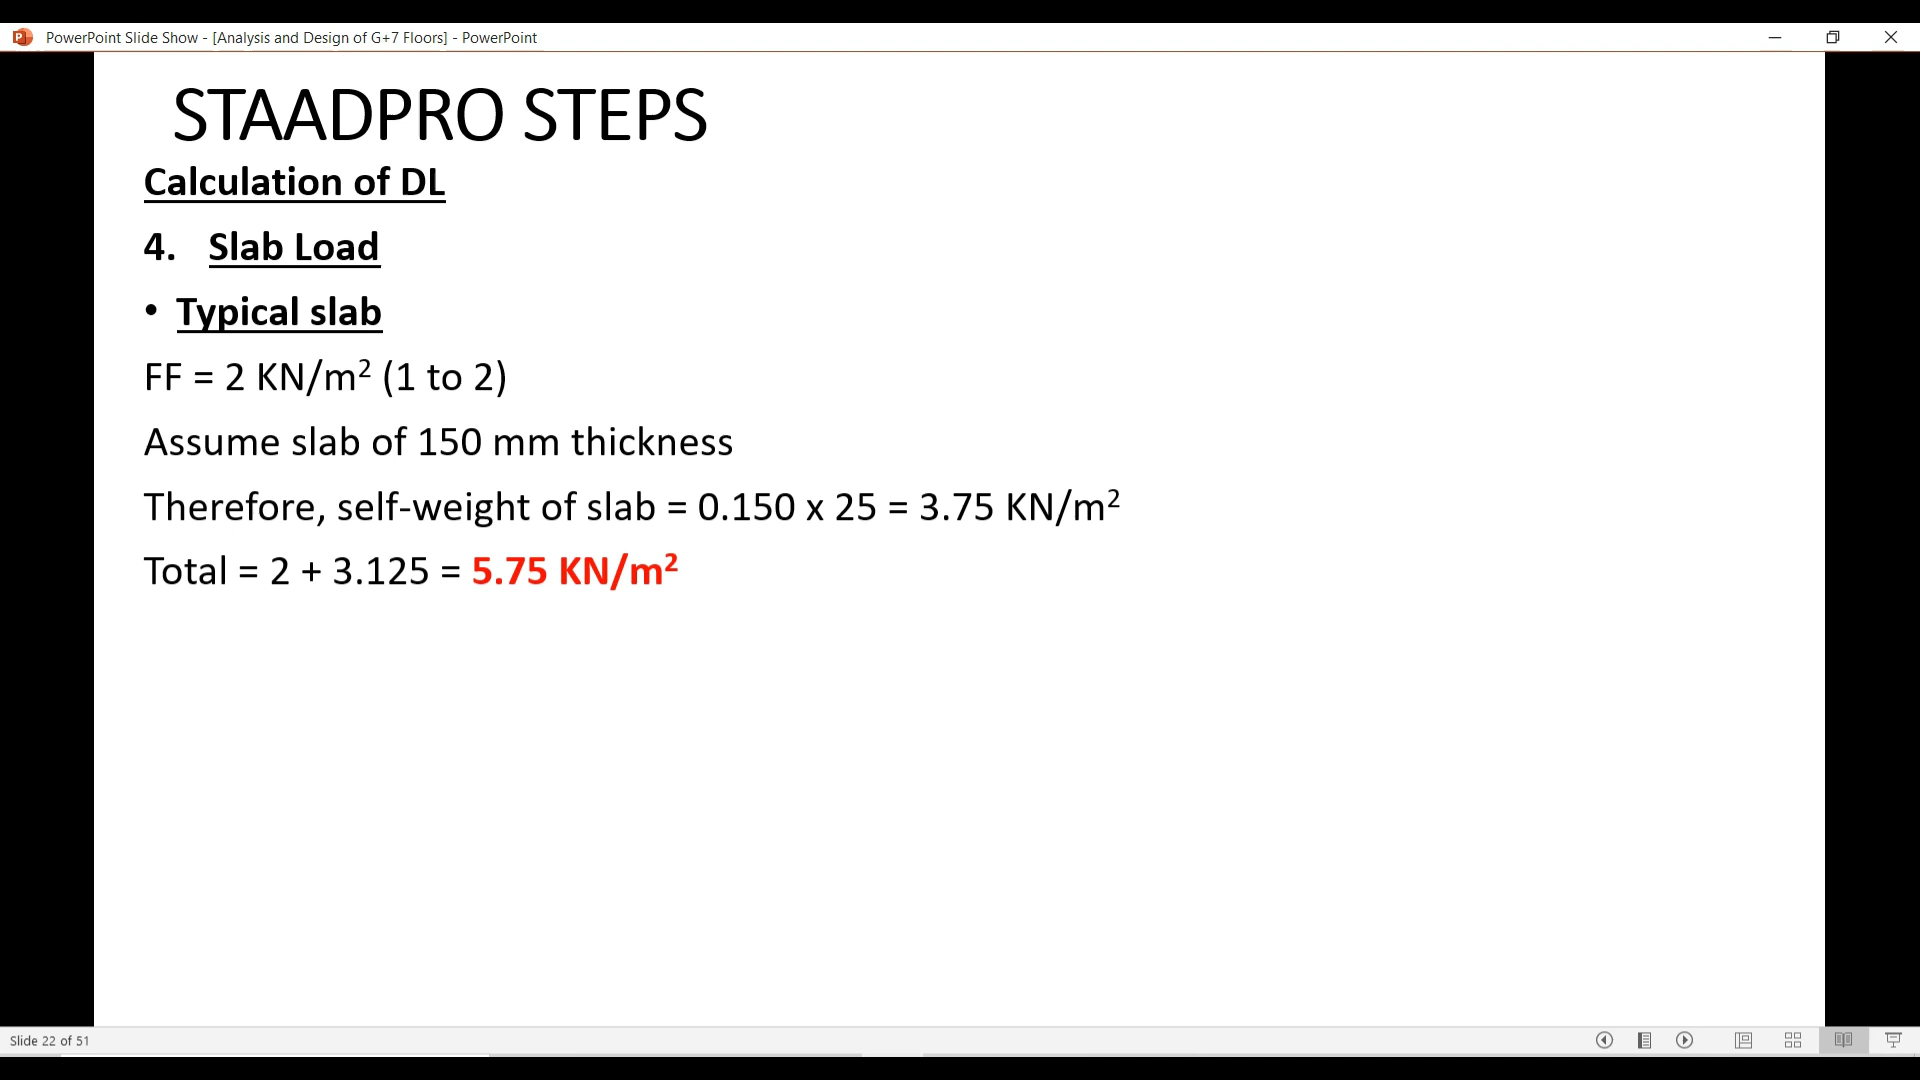 PowerPoint Slide Show - [Analysis and Design of G+7 Floors] - PowerPoint
STAADPRO STEPS
Calculation of DL
4. Slab Load
• Typical slab
FF = 2 KN/m² (1 to 2)
Assume slab of 150 mm thickness
Therefore, self-weight of slab = 0.150 x 25 = 3.75 KN/m²
Total = 2 + 3.125 = 5.75 KN/m²
Slide 22 of 51